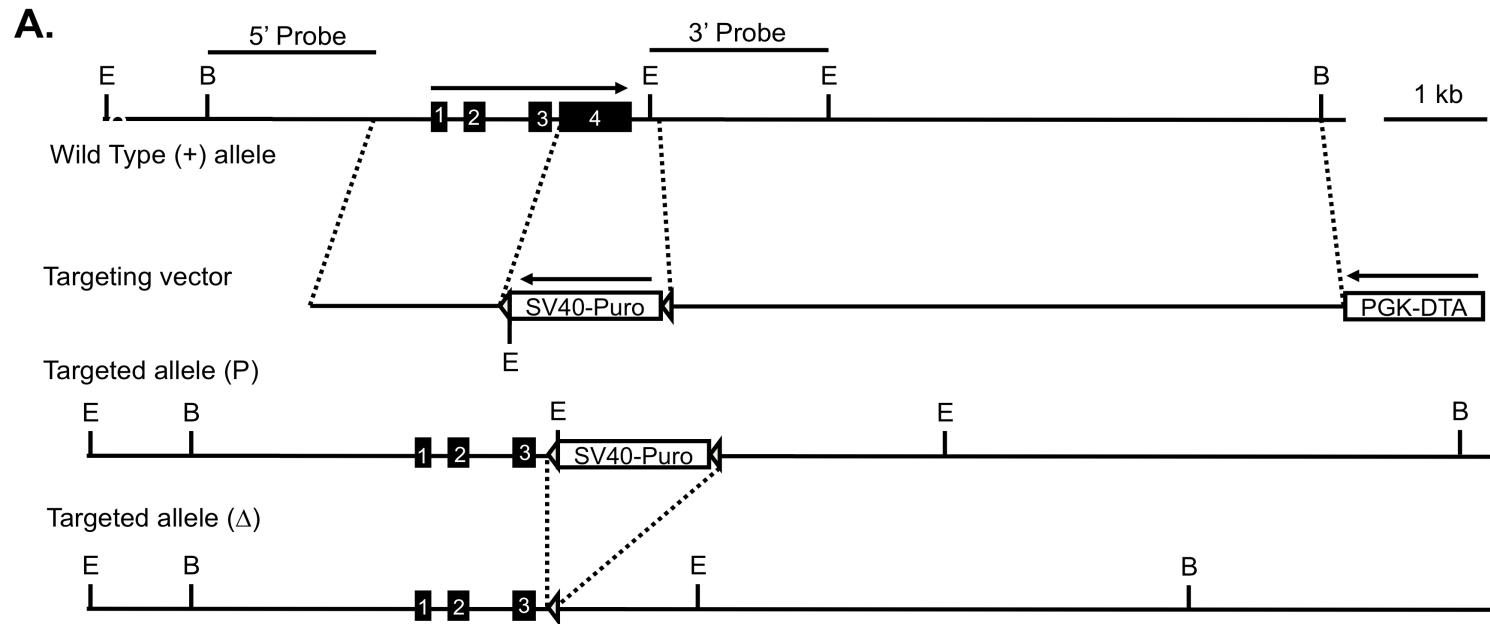 A.
5’ Probe 3’ Probe
E B E E B 1 kb
1 2 3 4
Wild Type (+) allele
Targeting vector
SV40-Puro PGK-DTA
E
Targeted allele (P)
E B E E B
1 2 3 SV40-Puro
Targeted allele (Δ)
E B E B
1 2 3